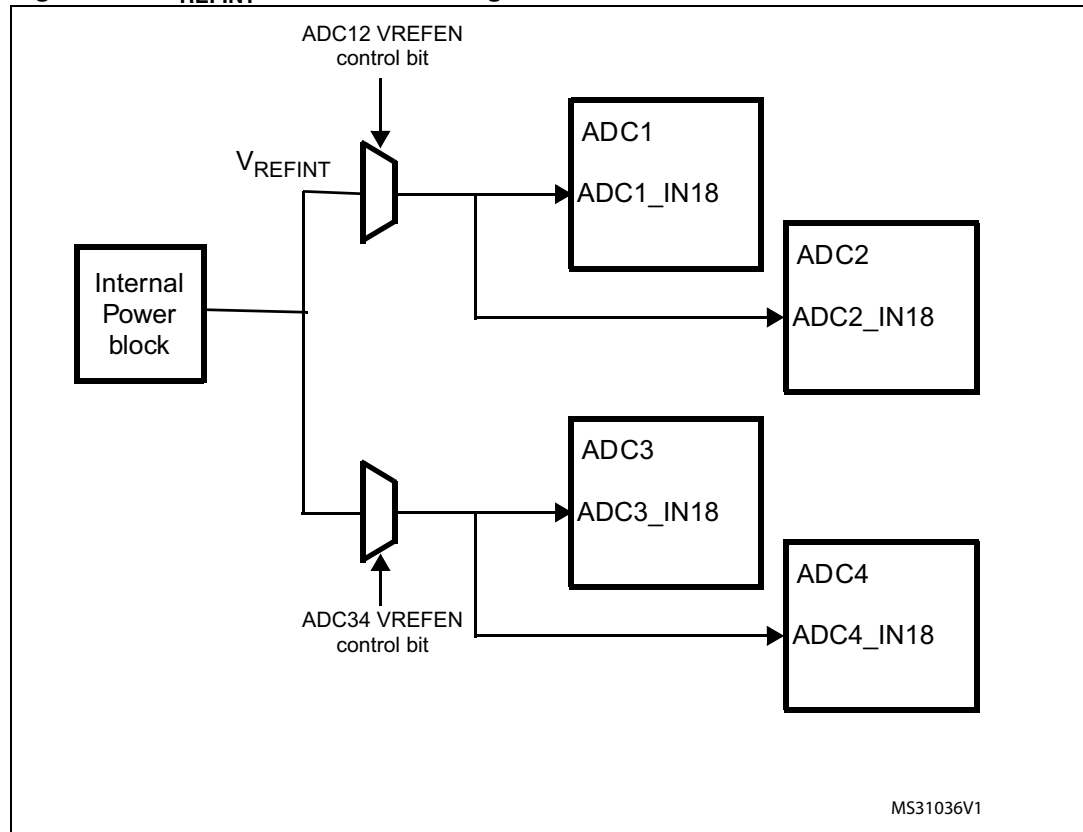 REFINT
ADC12 VREFEN
control bit
ADC1
VREFINT
ADC1_IN18
ADC2
Internal
Power
block
ADC2_IN18
ADC3
ADC3_IN18
ADC4
ADC34 VREFEN
control bit
ADC4_IN18
MS31036V1